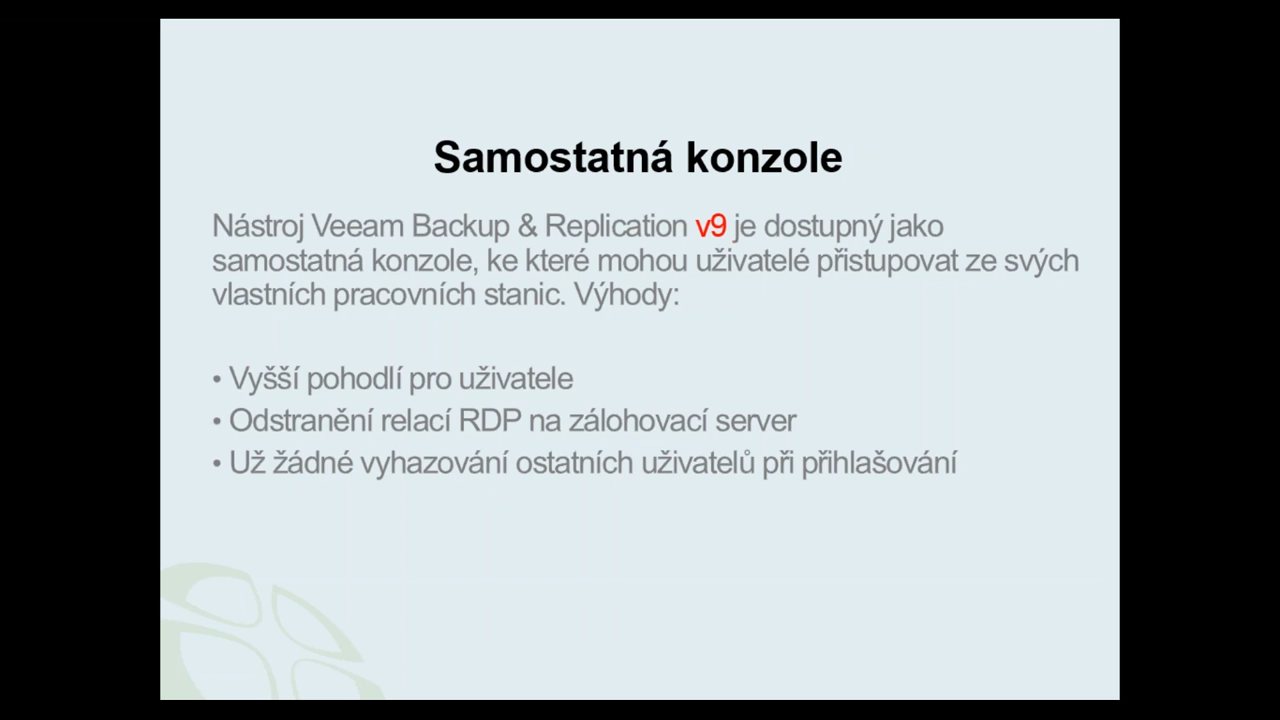 Samostatná konzole
Nástroj Veeam Backup & Replication v9 je dostupný jako
samostatná konzole, ke které mohou uživatelé přistupovat ze svých
vlastních pracovních stanic. Výhody:
• Vyšší pohodlí pro uživatele
• Odstranění relací RDP na zálohovací server
• Už žádné vyhazování ostatních uživatelů při přihlašování